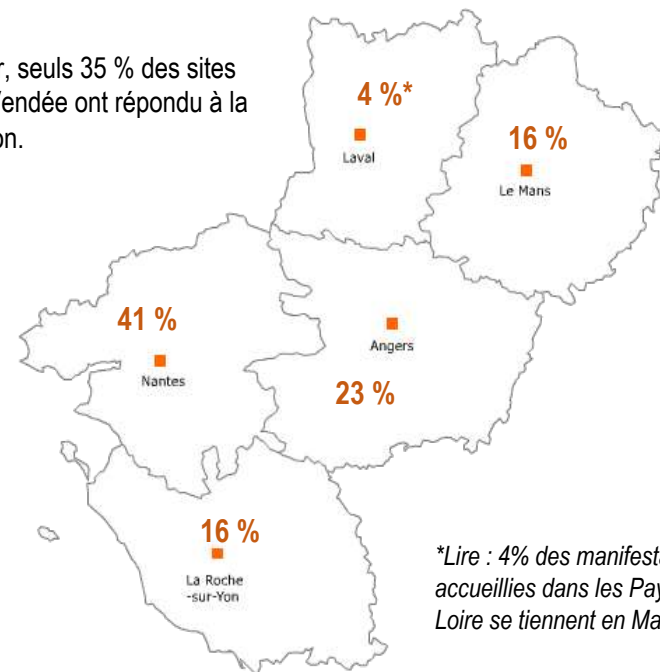 , seuls 35 % des sites
endée ont répondu à la
on.
4 %*
Laval
16 %
Le Mans
41 %
Nantes
Angers
23 %
16 %
La Roche
-sur-Yon
*Lire : 4% des manifest
accueillies dans les Pay
Loire se tiennent en Ma